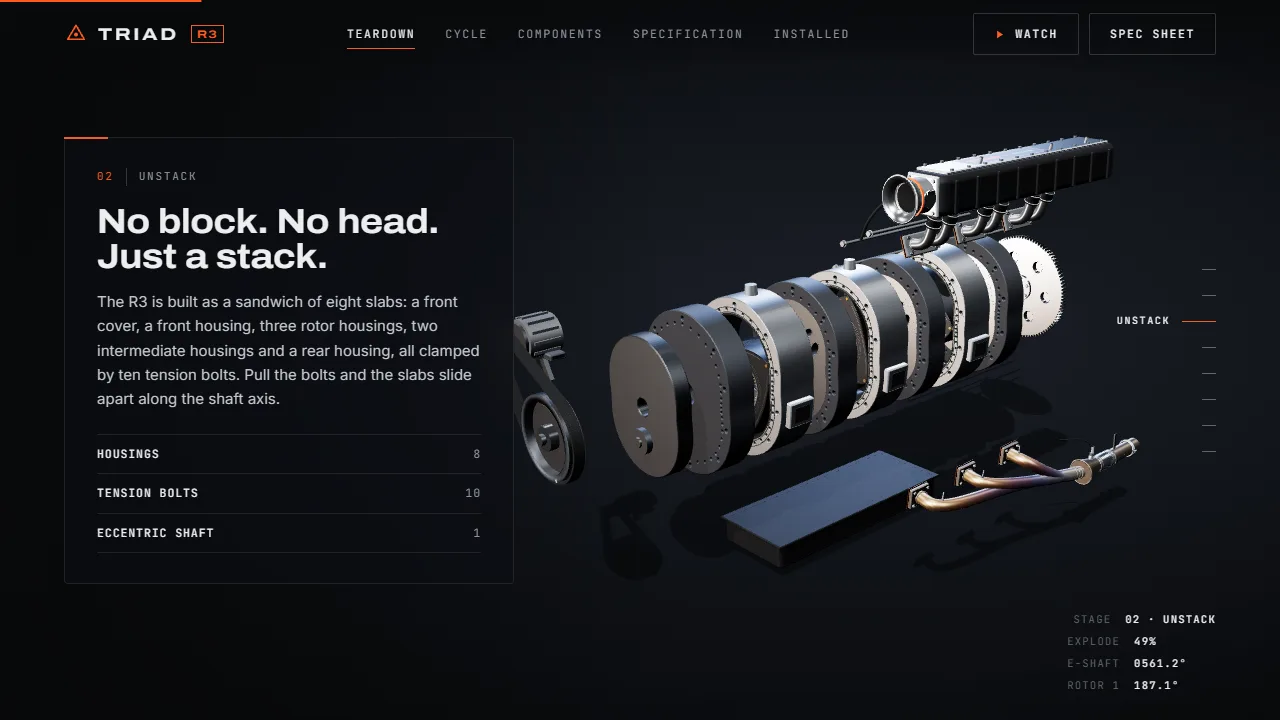 TRIAD R3
TEARDOWN CYCLE COMPONENTS SPECIFICATION INSTALLED
WATCH SPEC SHEET
02 UNSTACK
No block. No head.
Just a stack.
The R3 is built as a sandwich of eight slabs: a front
cover, a front housing, three rotor housings, two
intermediate housings and a rear housing, all clamped
by ten tension bolts. Pull the bolts and the slabs slide
apart along the shaft axis.
HOUSINGS 8
TENSION BOLTS 10
ECCENTRIC SHAFT 1
UNSTACK
STAGE 02 · UNSTACK
EXPLODE 49%
E-SHAFT 0561.2°
ROTOR 1 187.1°